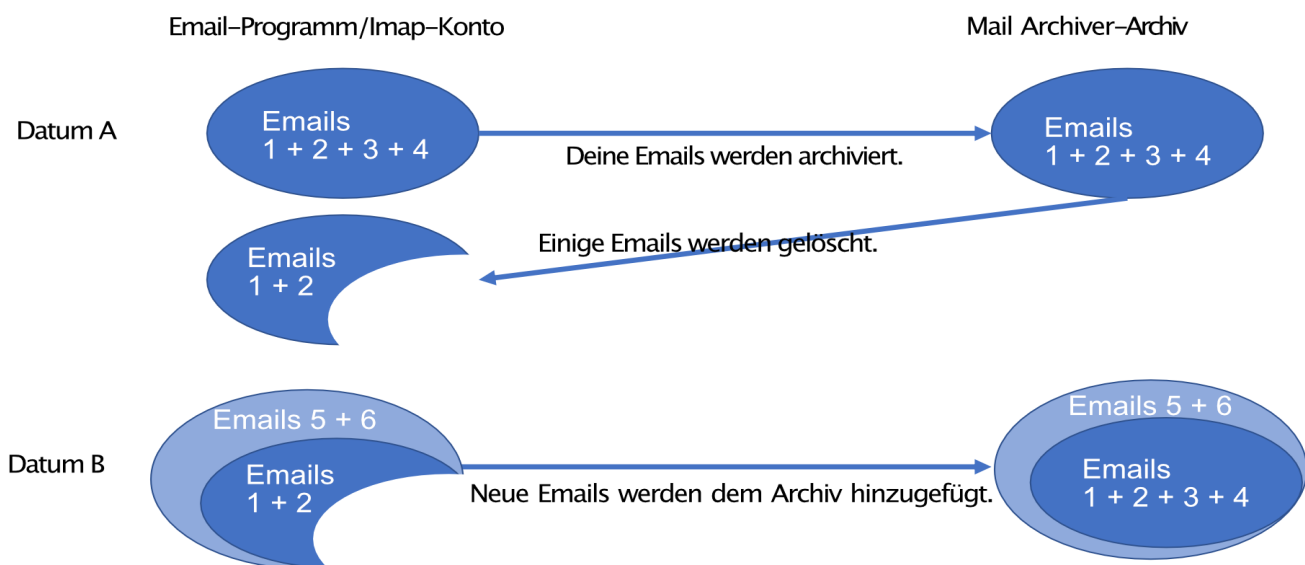 Email-Programm/Imap-Konto
Mail Archiver-Archiv
Datum A
Emails
1 + 2 + 3 + 4
Deine Emails werden archiviert.
Emails
1 + 2 + 3 + 4
Emails
1 + 2
Einige Emails werden gelöscht.
Datum B
Emails 5 + 6
Emails
1 + 2
Neue Emails werden dem Archiv hinzugefügt.
Emails 5 + 6
Emails
1 + 2 + 3 + 4